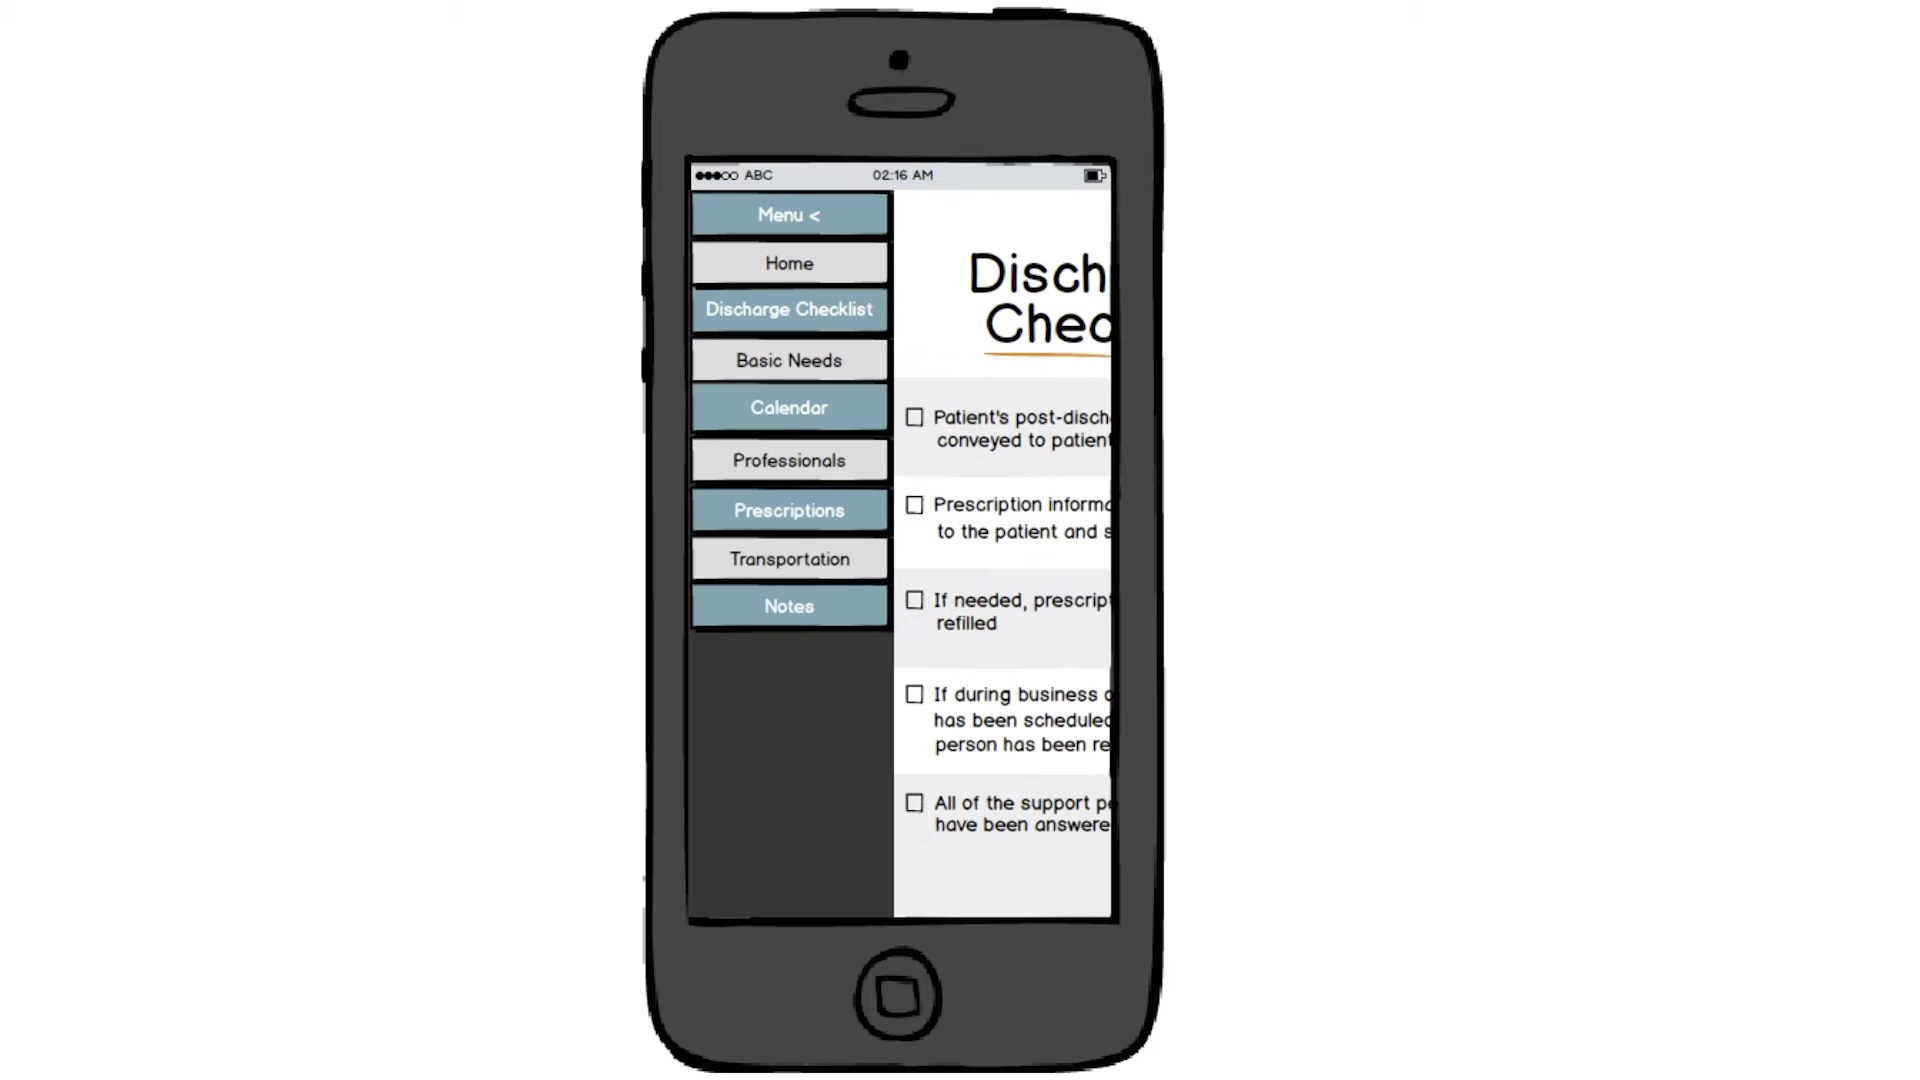 ABC 02:16 AM
Menu <
Home
Discharge Checklist
Basic Needs
Calendar
Professionals
Prescriptions
Transportation
Notes
Disch
Chec
Patient's post-disch
conveyed to patient
Prescription informa
to the patient and s
If needed, prescript
refilled
If during business o
has been scheduled
person has been re
All of the support pe
have been answere